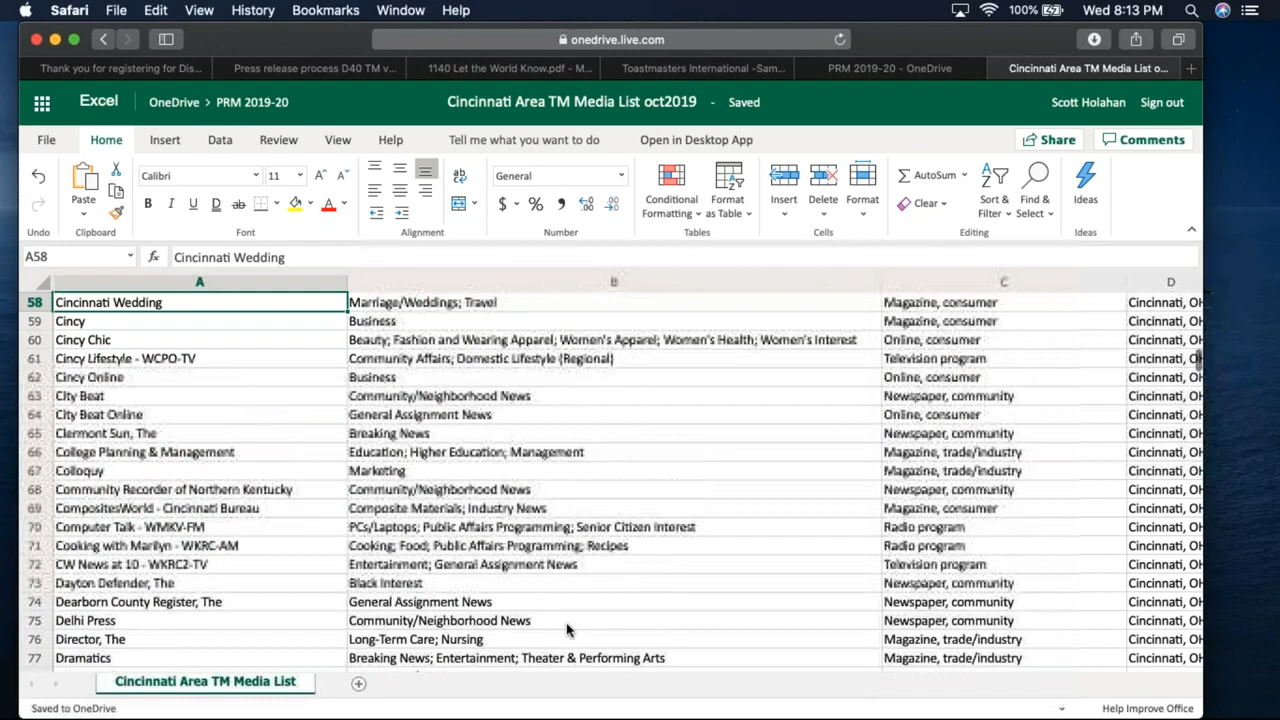 Safari File Edit View History Bookmarks Window Help 100% Wed 8:13 PM
onedrive.live.com
Thank you for registering for Dis... Press release process D40 TM v... 1140 Let the World Know.pdf - M... Toastmasters International -Sam... PRM 2019-20 - OneDrive Cincinnati Area TM Media List o...
Excel OneDrive > PRM 2019-20 Cincinnati Area TM Media List oct2019 - Saved Scott Holahan Sign out
File Home Insert Data Review View Help Tell me what you want to do Open in Desktop App Share Comments
Calibri 11 General AutoSum
Paste Conditional Formatting Format as Table Insert Delete Format Clear Sort & Filter Find & Select Ideas
Undo Clipboard Font Alignment Number Tables Cells Editing Ideas
A58 fx Cincinnati Wedding
A B C D
58 Cincinnati Wedding Marriage/Weddings; Travel Magazine, consumer Cincinnati, OH
59 Cincy Business Magazine, consumer Cincinnati, OH
60 Cincy Chic Beauty; Fashion and Wearing Apparel; Women's Apparel; Women's Health; Women's Interest Online, consumer Cincinnati, OH
61 Cincy Lifestyle - WCPO-TV Community Affairs; Domestic Lifestyle (Regional) Television program Cincinnati, OH
62 Cincy Online Business Online, consumer Cincinnati, OH
63 City Beat Community/Neighborhood News Newspaper, community Cincinnati, OH
64 City Beat Online General Assignment News Online, consumer Cincinnati, OH
65 Clermont Sun, The Breaking News Newspaper, community Cincinnati, OH
66 College Planning & Management Education; Higher Education; Management Magazine, trade/industry Cincinnati, OH
67 Colloquy Marketing Magazine, trade/industry Cincinnati, OH
68 Community Recorder of Northern Kentucky Community/Neighborhood News Newspaper, community Cincinnati, OH
69 CompositesWorld - Cincinnati Bureau Composite Materials; Industry News Magazine, consumer Cincinnati, OH
70 Computer Talk - WMKV-FM PCs/Laptops; Public Affairs Programming; Senior Citizen Interest Radio program Cincinnati, OH
71 Cooking with Marilyn - WKRC-AM Cooking; Food; Public Affairs Programming; Recipes Radio program Cincinnati, OH
72 CW News at 10 - WKRC2-TV Entertainment; General Assignment News Television program Cincinnati, OH
73 Dayton Defender, The Black Interest Newspaper, community Cincinnati, OH
74 Dearborn County Register, The General Assignment News Newspaper, community Cincinnati, OH
75 Delhi Press Community/Neighborhood News Newspaper, community Cincinnati, OH
76 Director, The Long-Term Care; Nursing Magazine, trade/industry Cincinnati, OH
77 Dramatics Breaking News; Entertainment; Theater & Performing Arts Magazine, trade/industry Cincinnati, OH
Cincinnati Area TM Media List
Saved to OneDrive Help Improve Office